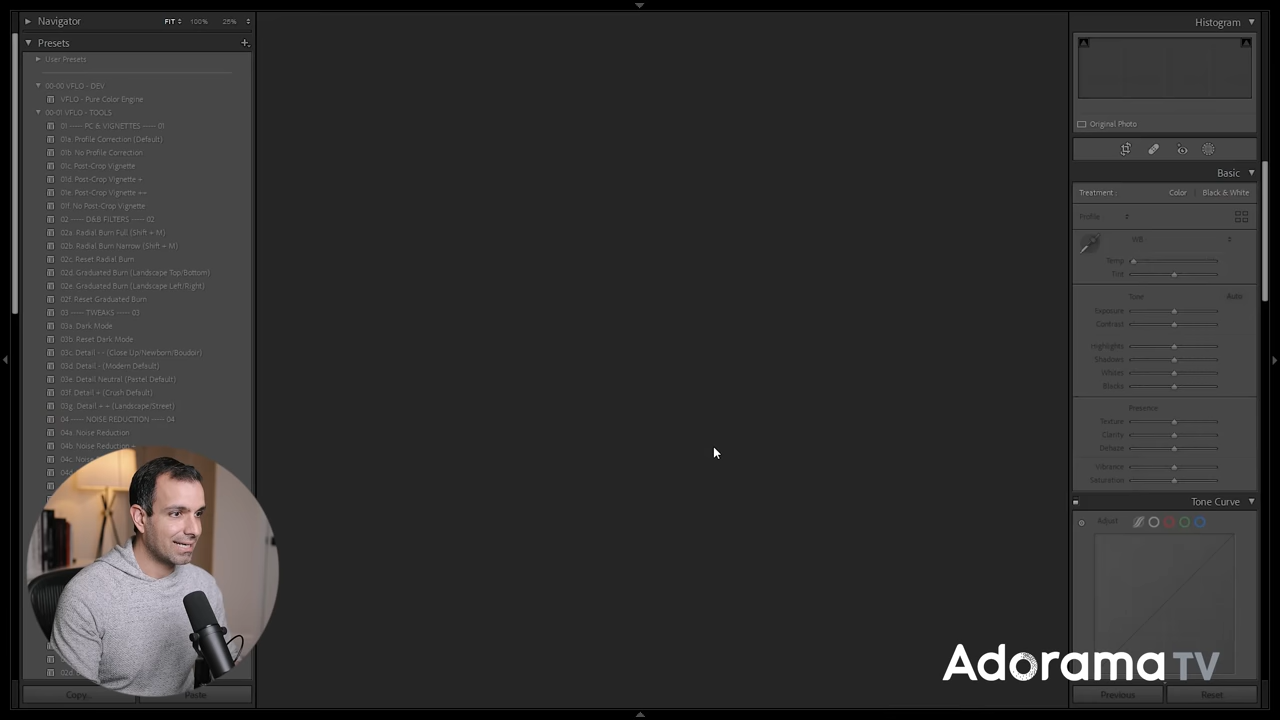 Navigator
FIT
100%
25%
Presets
User Presets
00-00 VFLO - DEV
VFLO - Pure Color Engine
00-01 VFLO - TOOLS
01 ----- PC & VIGNETTES ----- 01
01a. Profile Correction (Default)
01b. No Profile Correction
01c. Post-Crop Vignette
01d. Post-Crop Vignette +
01e. Post-Crop Vignette ++
01f. No Post-Crop Vignette
02 ----- D&B FILTERS ----- 02
02a. Radial Burn Full (Shift + M)
02b. Radial Burn Narrow (Shift + M)
02c. Reset Radial Burn
02d. Graduated Burn (Landscape Top/Bottom)
02e. Graduated Burn (Landscape Left/Right)
02f. Reset Graduated Burn
03 ----- TWEAKS ----- 03
03a. Dark Mode
03b. Reset Dark Mode
03c. Detail - - (Close Up/Newborn/Boudoir)
03d. Detail - (Modern Default)
03e. Detail Neutral (Pastel Default)
03f. Detail + (Crush Default)
03g. Detail + + (Landscape/Street)
04 ----- NOISE REDUCTION ----- 04
04a. Noise Reduction
04b. Noise Reduction +
Copy...
Paste
Histogram
Original Photo
Basic
Treatment :
Color
Black & White
Profile
WB
Temp
Tint
Tone
Auto
Exposure
Contrast
Highlights
Shadows
Whites
Blacks
Presence
Texture
Clarity
Dehaze
Vibrance
Saturation
Tone Curve
Adjust
Adorama TV
Previous
Reset